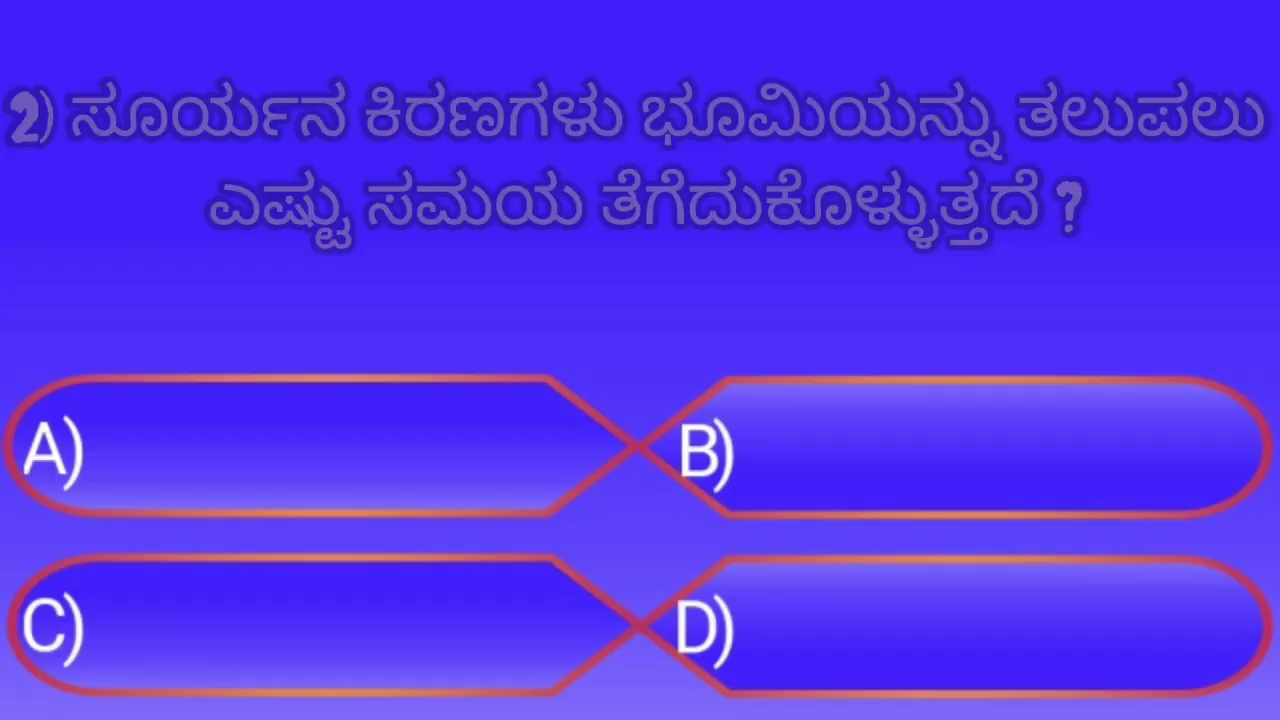 2) ಸೂರ್ಯನ ಕಿರಣಗಳು ಭೂಮಿಯನ್ನು ತಲುಪಲು
ಎಷ್ಟು ಸಮಯ ತೆಗೆದುಕೊಳ್ಳುತ್ತದೆ ?
A)
B)
C)
D)